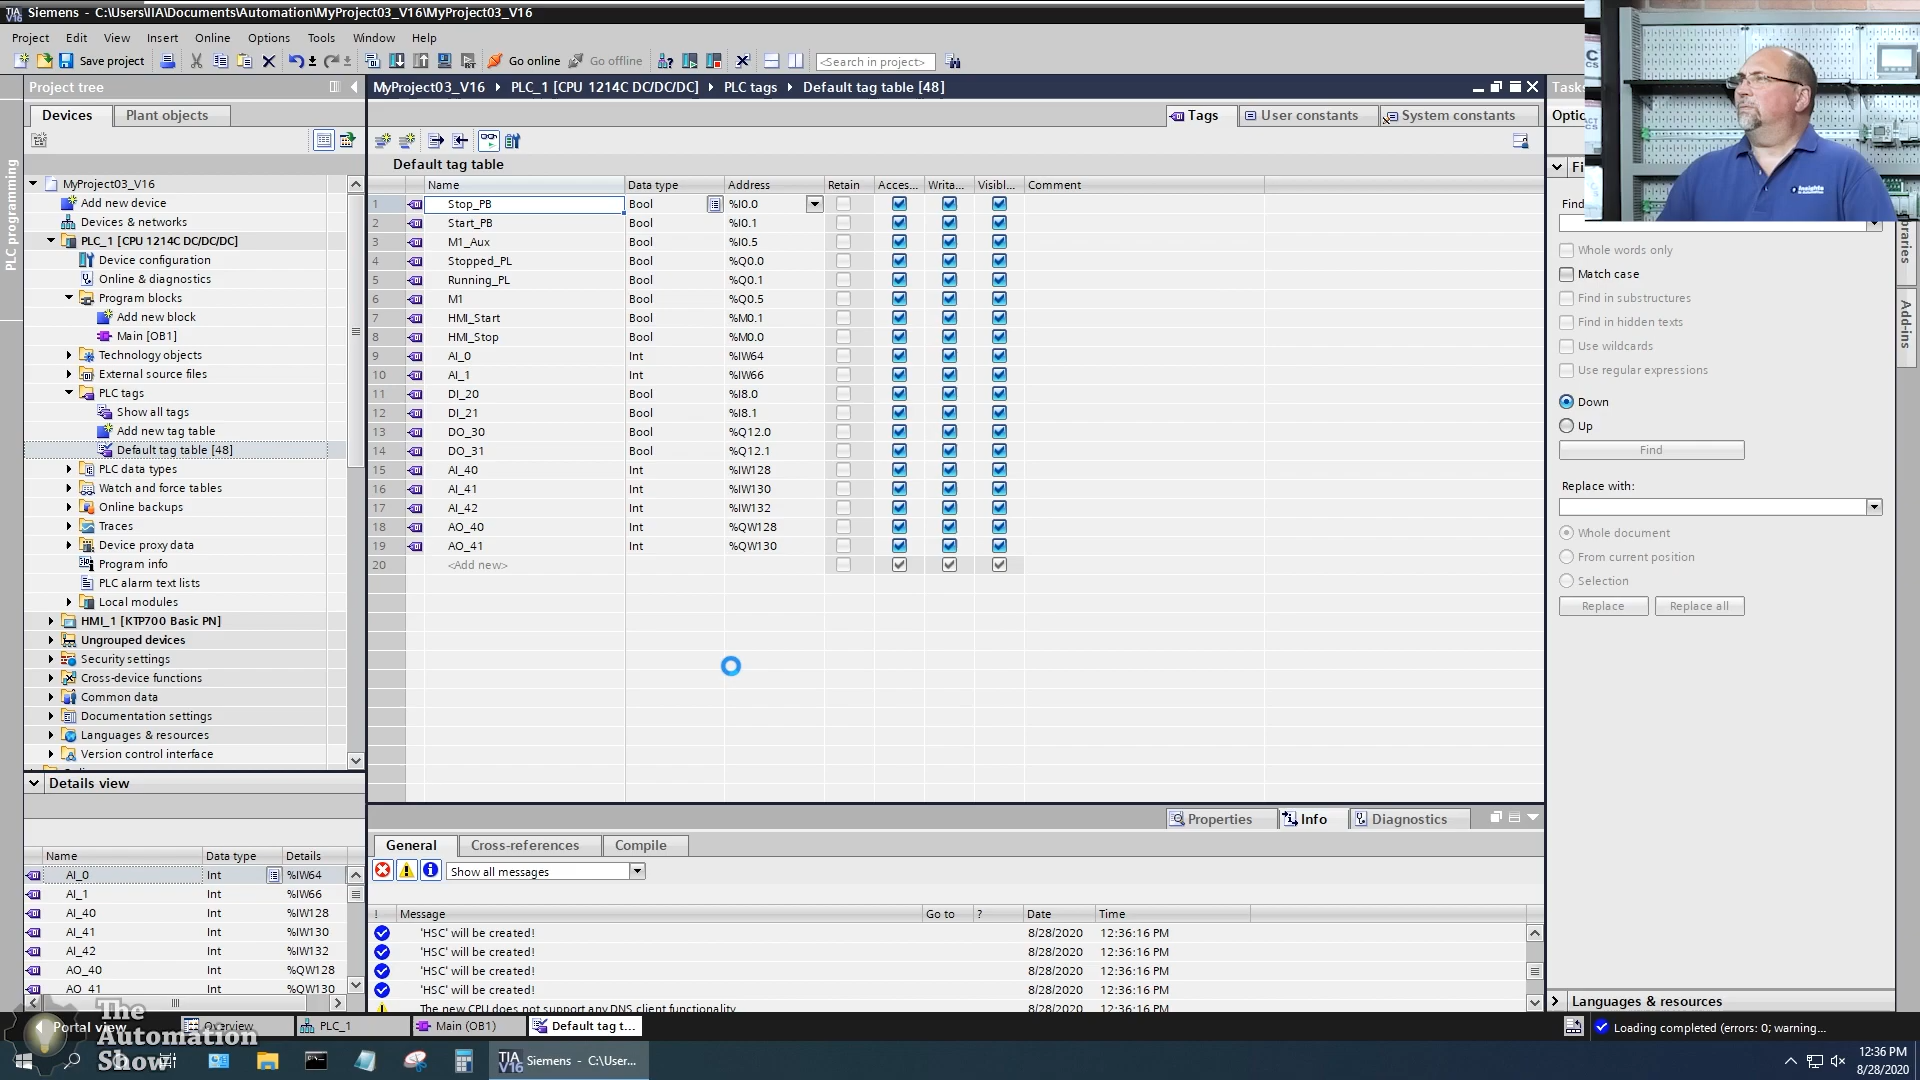 Siemens - C:\Users\IIA\Documents\Automation\MyProject03_V16\MyProject03_V16
Project Edit View Insert Online Options Tools Window Help
Save project Go online Go offline <Search in project>
Project tree
MyProject03_V16 PLC_1 [CPU 1214C DC/DC/DC] PLC tags Default tag table [48]
Devices Plant objects
Tags User constants System constants
Default tag table
Name Data type Address Retain Acces... Writa... Visibl... Comment
1 Stop_PB Bool %I0.0
2 Start_PB Bool %I0.1
3 M1_Aux Bool %I0.5
4 Stopped_PL Bool %Q0.0
5 Running_PL Bool %Q0.1
6 M1 Bool %Q0.5
7 HMI_Start Bool %M0.1
8 HMI_Stop Bool %M0.0
9 AI_0 Int %IW64
10 AI_1 Int %IW66
11 DI_20 Bool %I8.0
12 DI_21 Bool %I8.1
13 DO_30 Bool %Q12.0
14 DO_31 Bool %Q12.1
15 AI_40 Int %IW128
16 AI_41 Int %IW130
17 AI_42 Int %IW132
18 AO_40 Int %QW128
19 AO_41 Int %QW130
20 <Add new>
PLC programming
MyProject03_V16
Add new device
Devices & networks
PLC_1 [CPU 1214C DC/DC/DC]
Device configuration
Online & diagnostics
Program blocks
Add new block
Main [OB1]
Technology objects
External source files
PLC tags
Show all tags
Add new tag table
Default tag table [48]
PLC data types
Watch and force tables
Online backups
Traces
Device proxy data
Program info
PLC alarm text lists
Local modules
HMI_1 [KTP700 Basic PN]
Ungrouped devices
Security settings
Cross-device functions
Common data
Documentation settings
Languages & resources
Version control interface
Details view
Name Data type Details
AI_0 Int %IW64
AI_1 Int %IW66
AI_40 Int %IW128
AI_41 Int %IW130
AI_42 Int %IW132
AO_40 Int %QW128
AO_41 Int %QW130
Properties Info Diagnostics
General Cross-references Compile
Show all messages
! Message Go to ? Date Time
'HSC' will be created! 8/28/2020 12:36:16 PM
'HSC' will be created! 8/28/2020 12:36:16 PM
'HSC' will be created! 8/28/2020 12:36:16 PM
'HSC' will be created! 8/28/2020 12:36:16 PM
The new CPU does not support any DNS client functionality 8/28/2020 12:36:16 PM
Tasks
Optio
Fi
Find
Whole words only
Match case
Find in substructures
Find in hidden texts
Use wildcards
Use regular expressions
Down
Up
Find
Replace with:
Whole document
From current position
Selection
Replace Replace all
Languages & resources
braries
Add-ins
Portal view Overview PLC_1 Main (OB1) Default tag t...
Loading completed (errors: 0; warning...
The
Automation
Show
TIA V16 Siemens - C:\User...
12:36 PM
8/28/2020